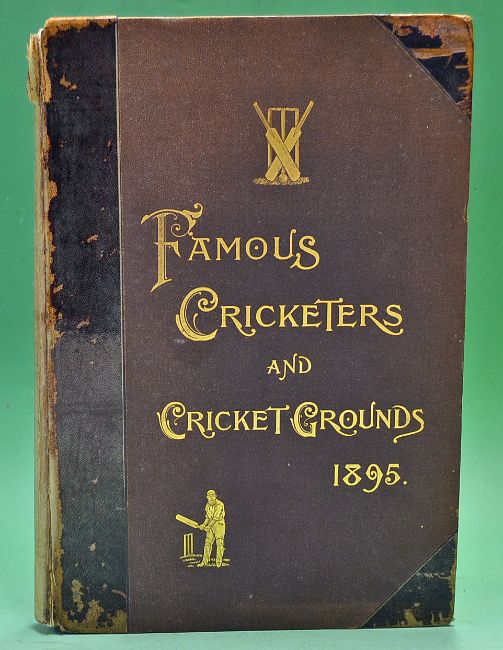 FAMOUS
CRICKETERS
AND
CRICKET GROUNDS
1895.